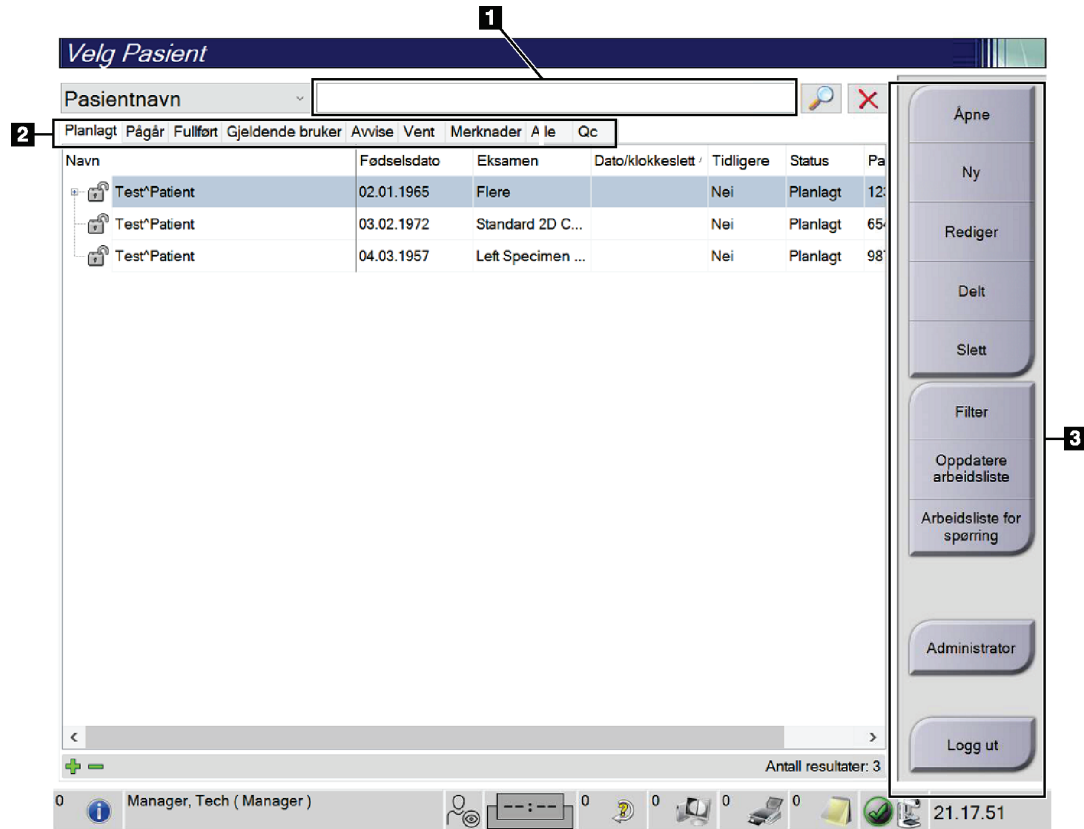 1
Velg Pasient
Pasientnavn
2
Planlagt Pågår Fullført Gjeldende bruker Avvise Vent Merknader A le Qc
Navn Fødselsdato Eksamen Dato/klokkeslett Tidligere Status Pa
Test^Patient 02.01.1965 Flere Nei Planlagt 12
Test^Patient 03.02.1972 Standard 2D C... Nei Planlagt 65
Test^Patient 04.03.1957 Left Specimen ... Nei Planlagt 98
Åpne
Ny
Rediger
Delt
Slett
Filter
3
Oppdatere
arbeidsliste
Arbeidsliste for
spørring
Administrator
Logg ut
Antall resultater: 3
0 Manager, Tech ( Manager ) --:-- 0 0 0 0 21.17.51